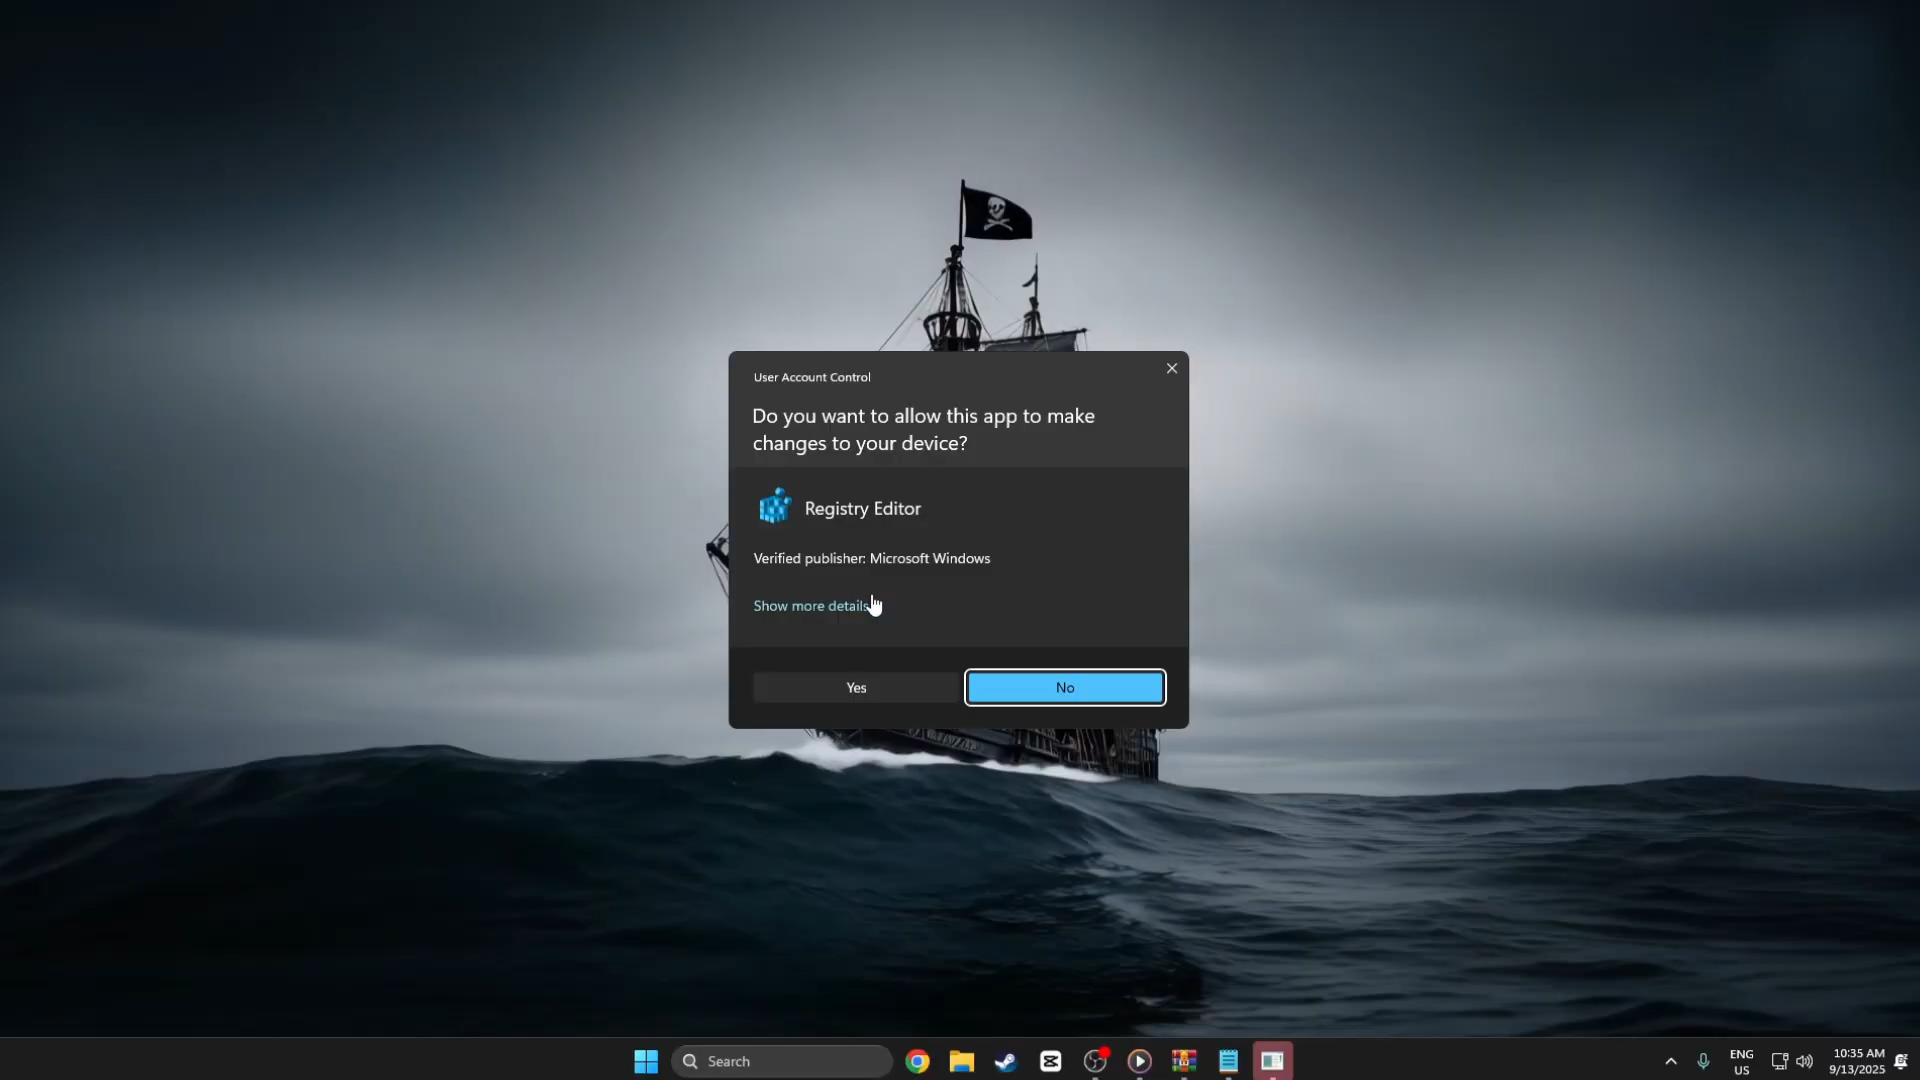 User Account Control
Do you want to allow this app to make
changes to your device?
Registry Editor
Verified publisher: Microsoft Windows
Show more details
Yes
No
Search
ENG
US
10:35 AM
9/13/2025